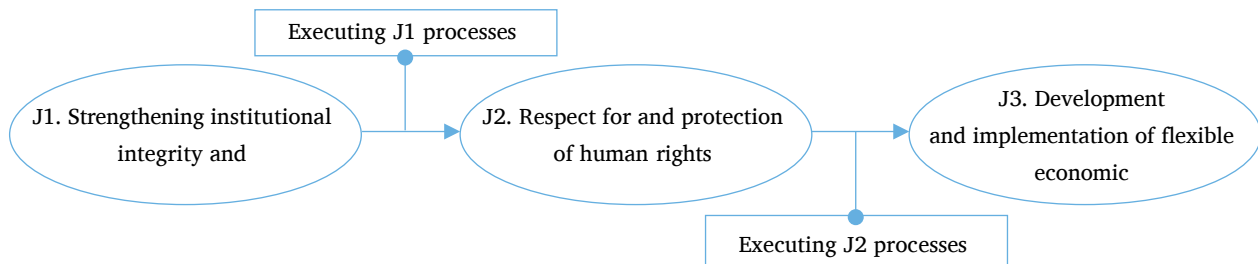 Executing J1 processes
J1. Strengthening institutional
integrity and
J2. Respect for and protection
of human rights
J3. Development
and implementation of flexible
economic
Executing J2 processes